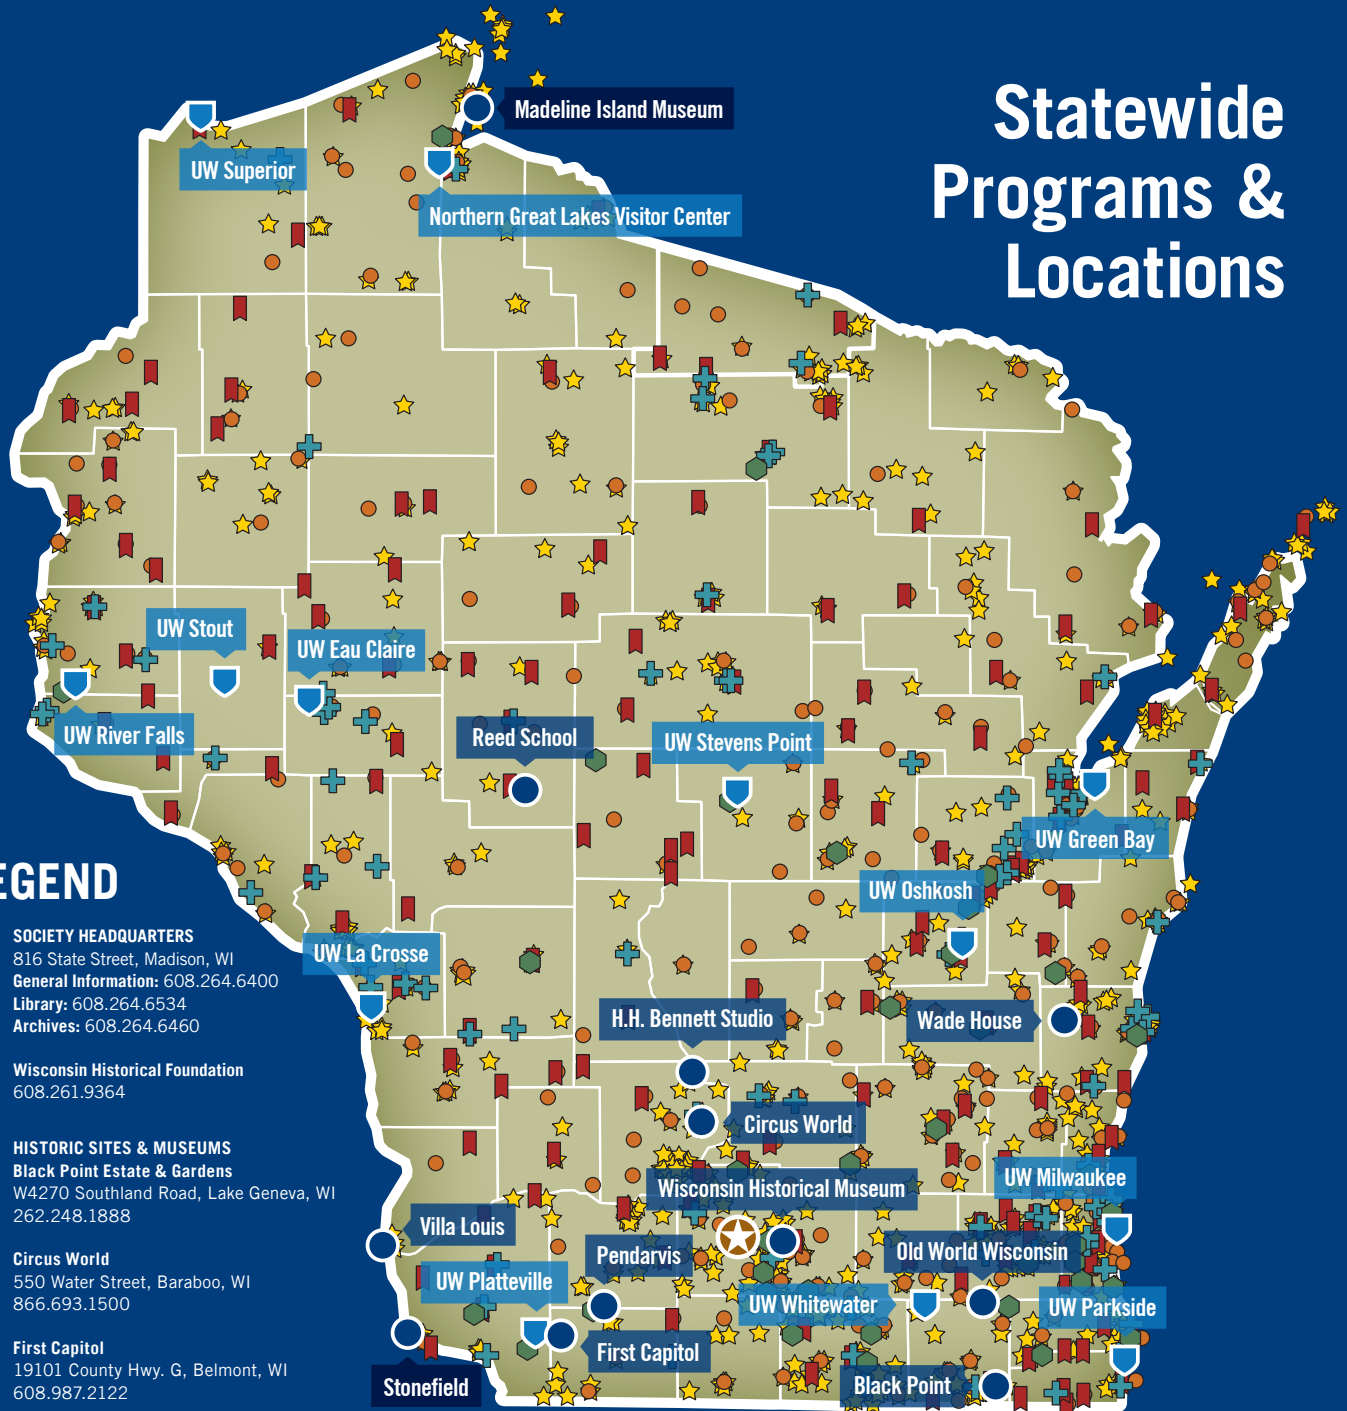 Statewide
Programs &
Locations
Madeline Island Museum
UW Superior
Northern Great Lakes Visitor Center
UW Stout
UW Eau Claire
UW River Falls
Reed School
UW Stevens Point
UW Green Bay
UW Oshkosh
UW La Crosse
H.H. Bennett Studio
Wade House
Circus World
UW Milwaukee
Wisconsin Historical Museum
Villa Louis
Pendarvis
Old World Wisconsin
UW Platteville
UW Whitewater
UW Parkside
First Capitol
Stonefield
Black Point
EGEND
SOCIETY HEADQUARTERS
816 State Street, Madison, WI
General Information: 608.264.6400
Library: 608.264.6534
Archives: 608.264.6460
Wisconsin Historical Foundation
608.261.9364
HISTORIC SITES & MUSEUMS
Black Point Estate & Gardens
W4270 Southland Road, Lake Geneva, WI
262.248.1888
Circus World
550 Water Street, Baraboo, WI
866.693.1500
First Capitol
19101 County Hwy. G, Belmont, WI
608.987.2122